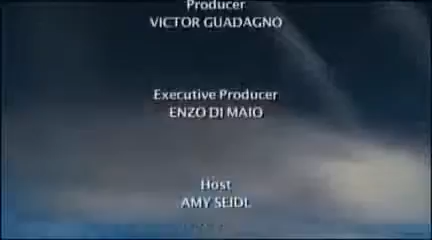 Producer
VICTOR GUADAGNO
Executive Producer
ENZO DI MAIO
Host
AMY SEIDL